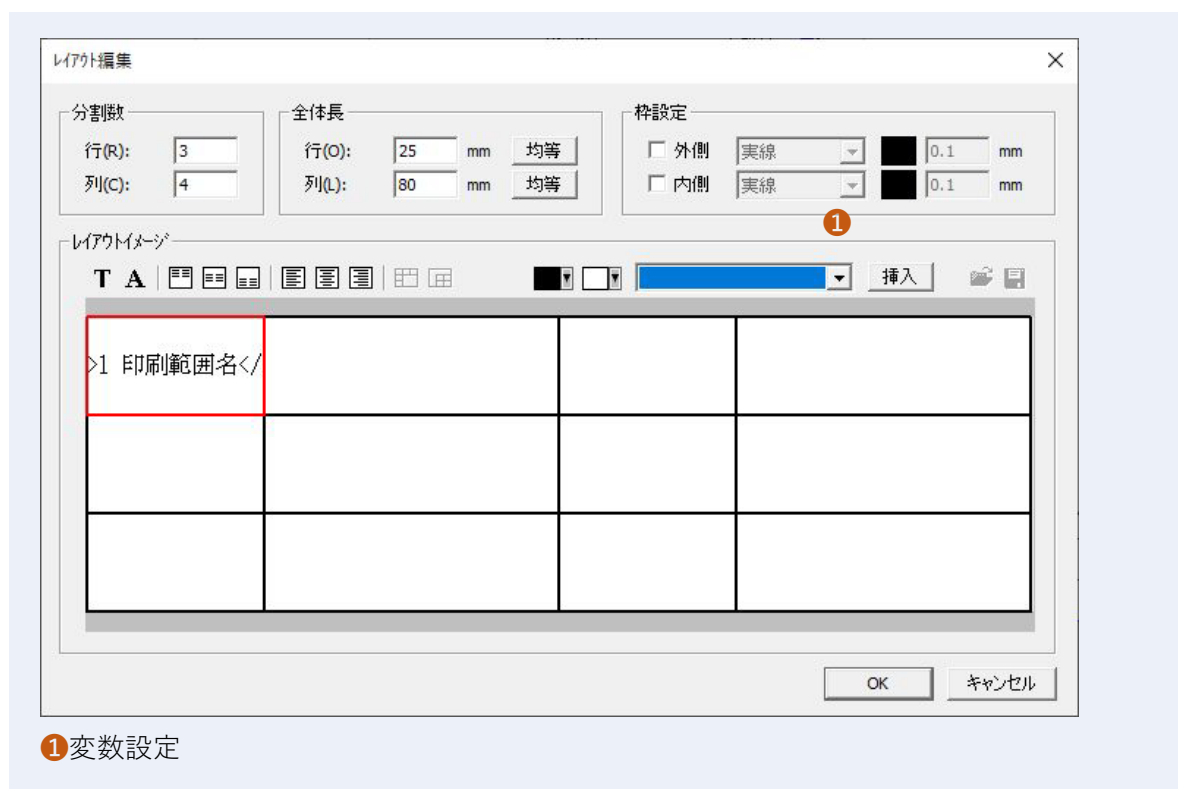 レイアウト編集
分割数 全体長 枠設定
行(R): 3 行(O): 25 mm 均等 外側 実線 0.1 mm
列(C): 4 列(L): 80 mm 均等 内側 実線 0.1 mm
❶
レイアウトイメージ
T A 挿入
>1 印刷範囲名</
OK キャンセル
❶変数設定